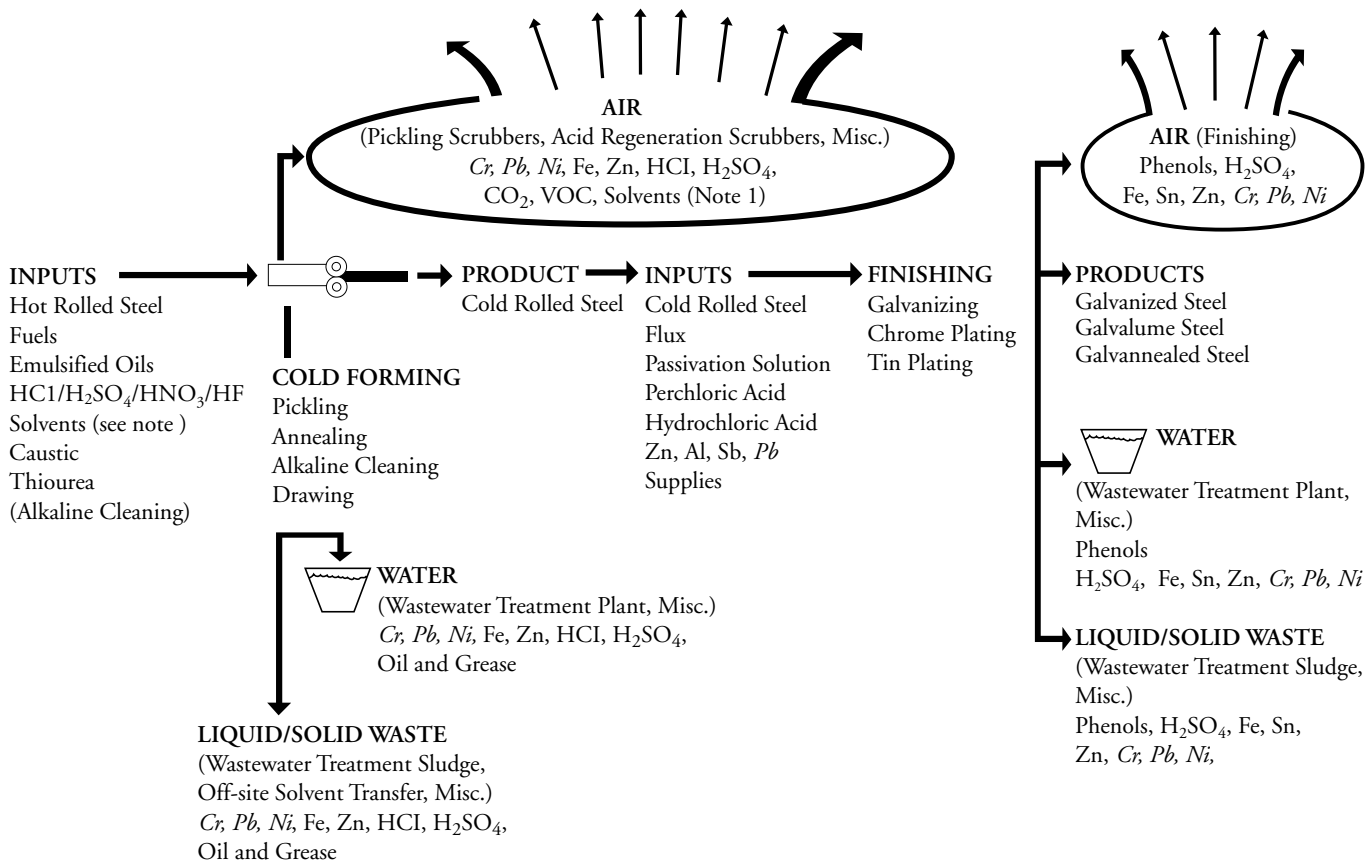 AIR
(Pickling Scrubbers, Acid Regeneration Scrubbers, Misc.)
Cr, Pb, Ni, Fe, Zn, HCI, H₂SO₄,
CO₂, VOC, Solvents (Note 1)
AIR (Finishing)
Phenols, H₂SO₄,
Fe, Sn, Zn, Cr, Pb, Ni
INPUTS
Hot Rolled Steel
Fuels
Emulsified Oils
HC1/H₂SO₄/HNO₃/HF
Solvents (see note )
Caustic
Thiourea
(Alkaline Cleaning)
COLD FORMING
Pickling
Annealing
Alkaline Cleaning
Drawing
PRODUCT
Cold Rolled Steel
INPUTS
Cold Rolled Steel
Flux
Passivation Solution
Perchloric Acid
Hydrochloric Acid
Zn, Al, Sb, Pb
Supplies
FINISHING
Galvanizing
Chrome Plating
Tin Plating
PRODUCTS
Galvanized Steel
Galvalume Steel
Galvannealed Steel
WATER
(Wastewater Treatment Plant,
Misc.)
Phenols
H₂SO₄, Fe, Sn, Zn, Cr, Pb, Ni
WATER
(Wastewater Treatment Plant, Misc.)
Cr, Pb, Ni, Fe, Zn, HCI, H₂SO₄,
Oil and Grease
LIQUID/SOLID WASTE
(Wastewater Treatment Sludge,
Misc.)
Phenols, H₂SO₄, Fe, Sn,
Zn, Cr, Pb, Ni,
LIQUID/SOLID WASTE
(Wastewater Treatment Sludge,
Off-site Solvent Transfer, Misc.)
Cr, Pb, Ni, Fe, Zn, HCI, H₂SO₄,
Oil and Grease